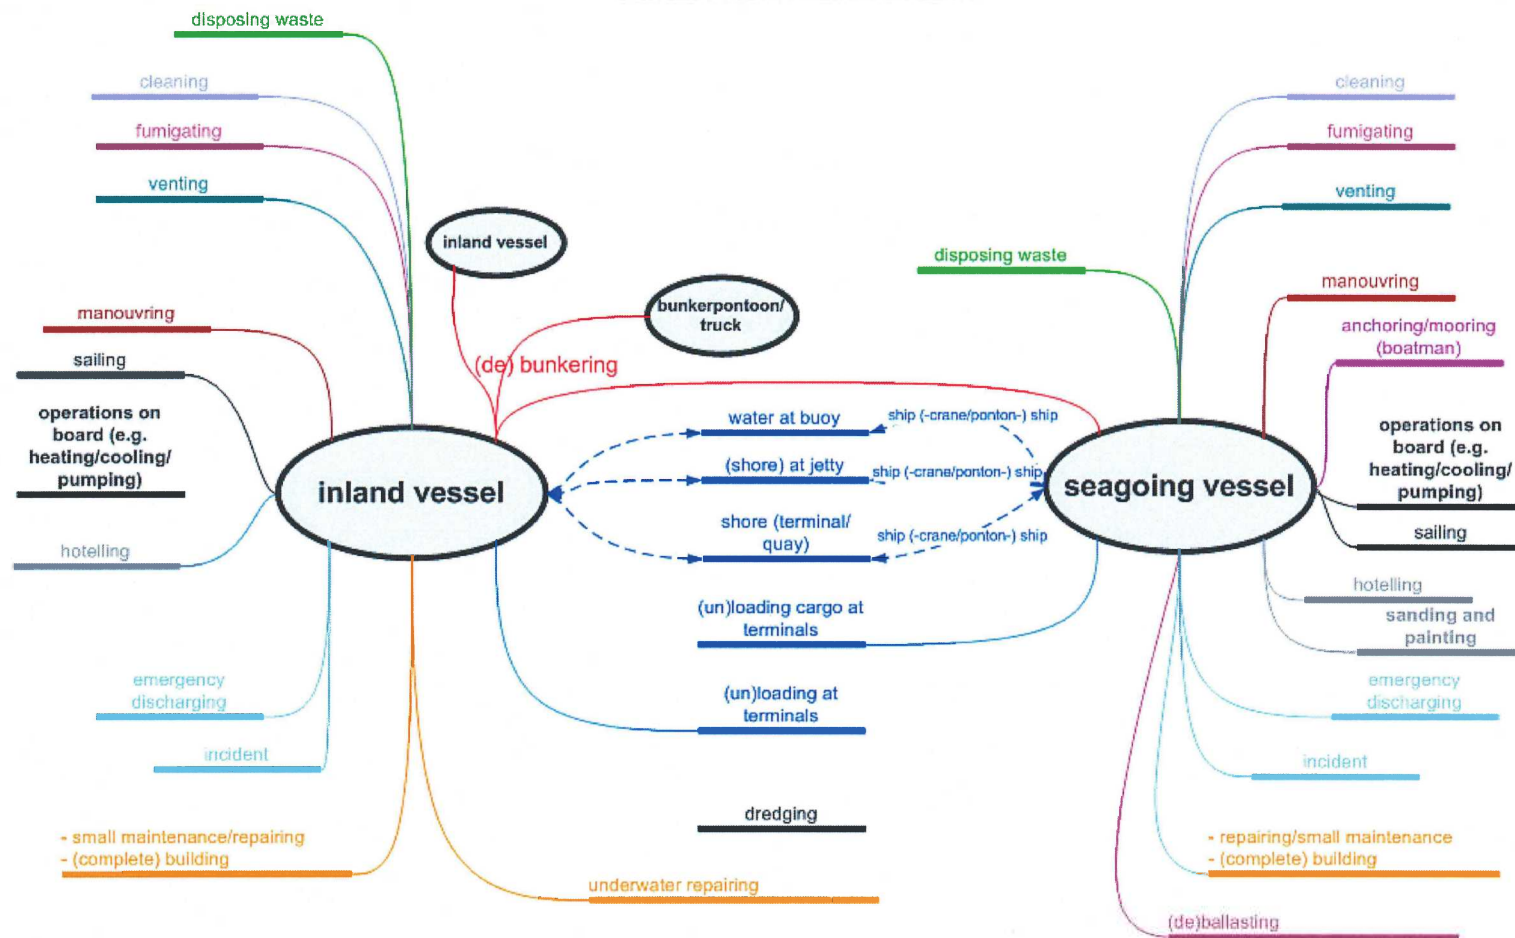 disposing waste
cleaning
fumigating
venting
manouvring
sailing
operations on
board (e.g.
heating/cooling/
pumping)
hotelling
emergency
discharging
incident
- small maintenance/repairing
- (complete) building
underwater repairing
inland vessel
inland vessel
bunkerpontoon/
truck
(de) bunkering
water at buoy
ship (-crane/ponton-) ship
(shore) at jetty
ship (-crane/ponton-) ship
shore (terminal/
quay)
ship (-crane/ponton-) ship
(un)loading cargo at
terminals
(un)loading at
terminals
dredging
seagoing vessel
cleaning
fumigating
venting
disposing waste
manouvring
anchoring/mooring
(boatman)
operations on
board (e.g.
heating/cooling/
pumping)
sailing
hotelling
sanding and
painting
emergency
discharging
incident
- repairing/small maintenance
- (complete) building
(de)ballasting